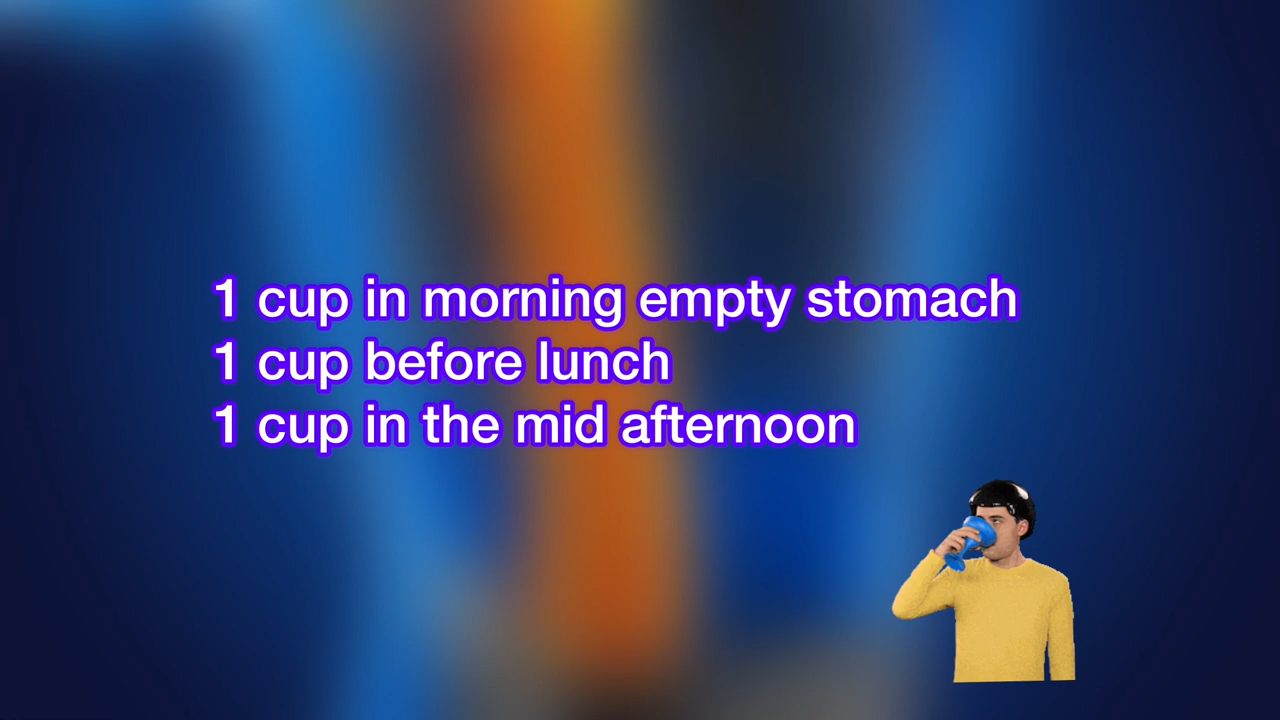 1 cup in morning empty stomach
1 cup before lunch
1 cup in the mid afternoon